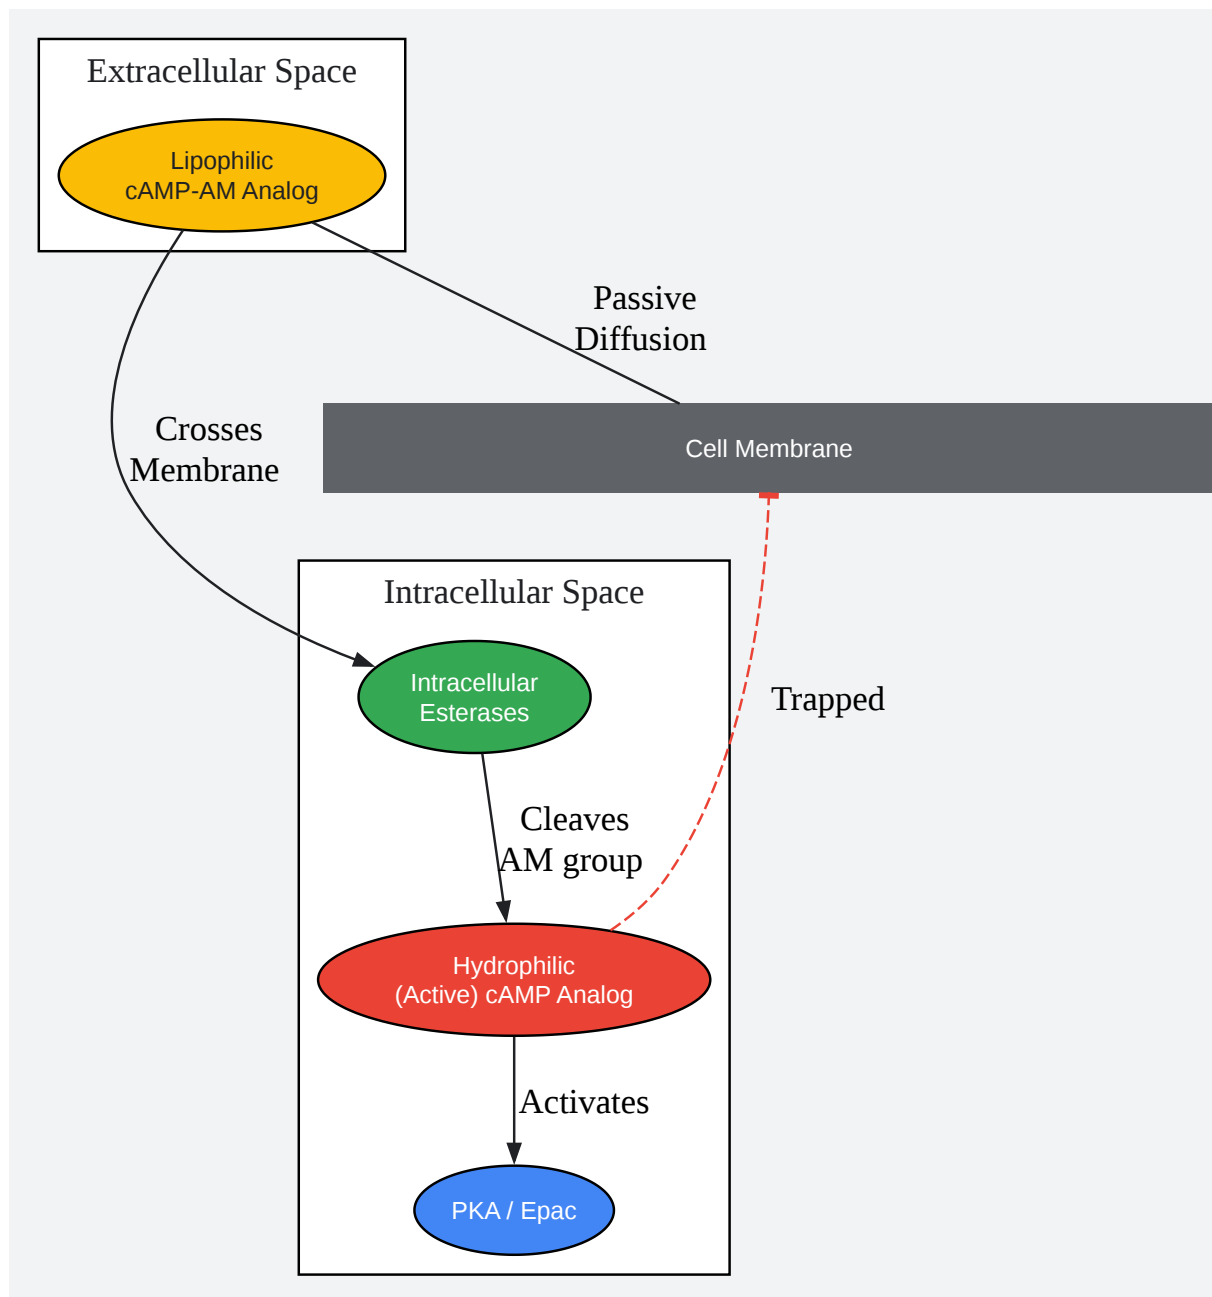 Extracellular Space
Lipophilic
cAMP-AM Analog
Passive
Diffusion
Crosses
Membrane
Cell Membrane
Intracellular Space
Intracellular
Esterases
Trapped
Cleaves
AM group
Hydrophilic
(Active) cAMP Analog
Activates
PKA / Epac